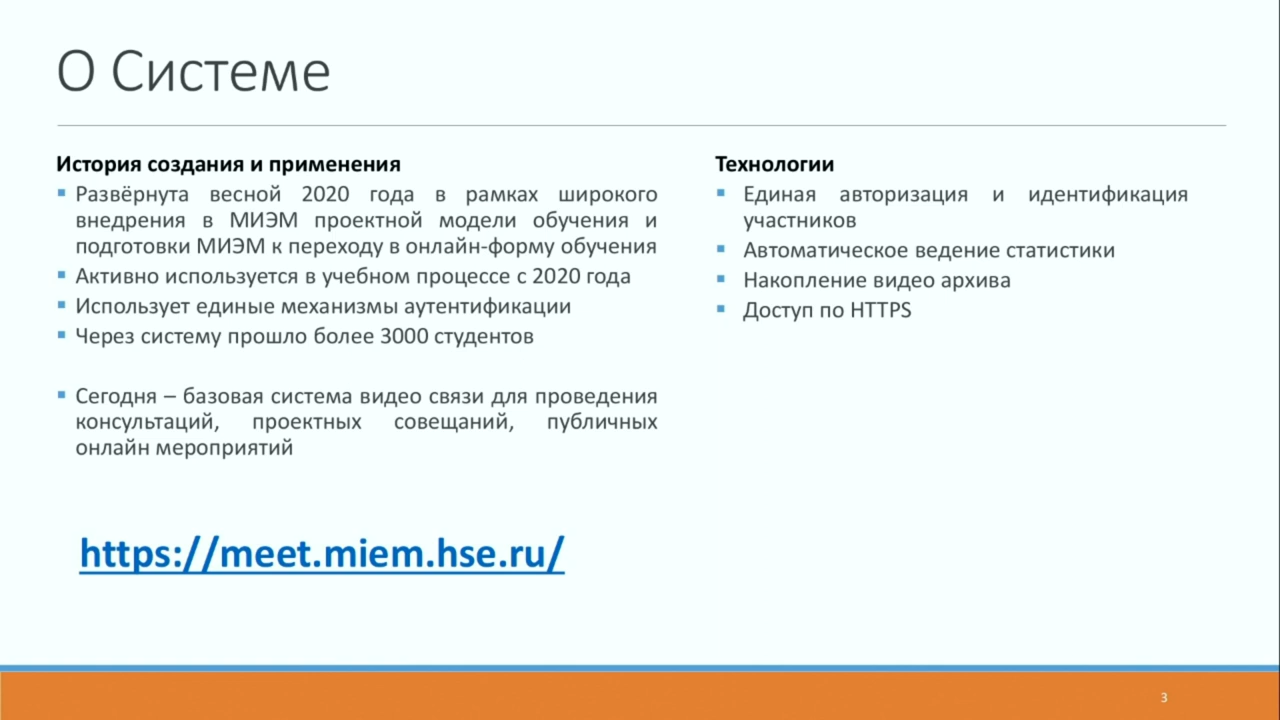 О Системе
История создания и применения
Развёрнута весной 2020 года в рамках широкого
внедрения в МИЭМ проектной модели обучения и
подготовки МИЭМ к переходу в онлайн-форму обучения
Активно используется в учебном процессе с 2020 года
Использует единые механизмы аутентификации
Через систему прошло более 3000 студентов
Сегодня – базовая система видео связи для проведения
консультаций, проектных совещаний, публичных
онлайн мероприятий
https://meet.miem.hse.ru/
Технологии
Единая авторизация и идентификация
участников
Автоматическое ведение статистики
Накопление видео архива
Доступ по HTTPS
3